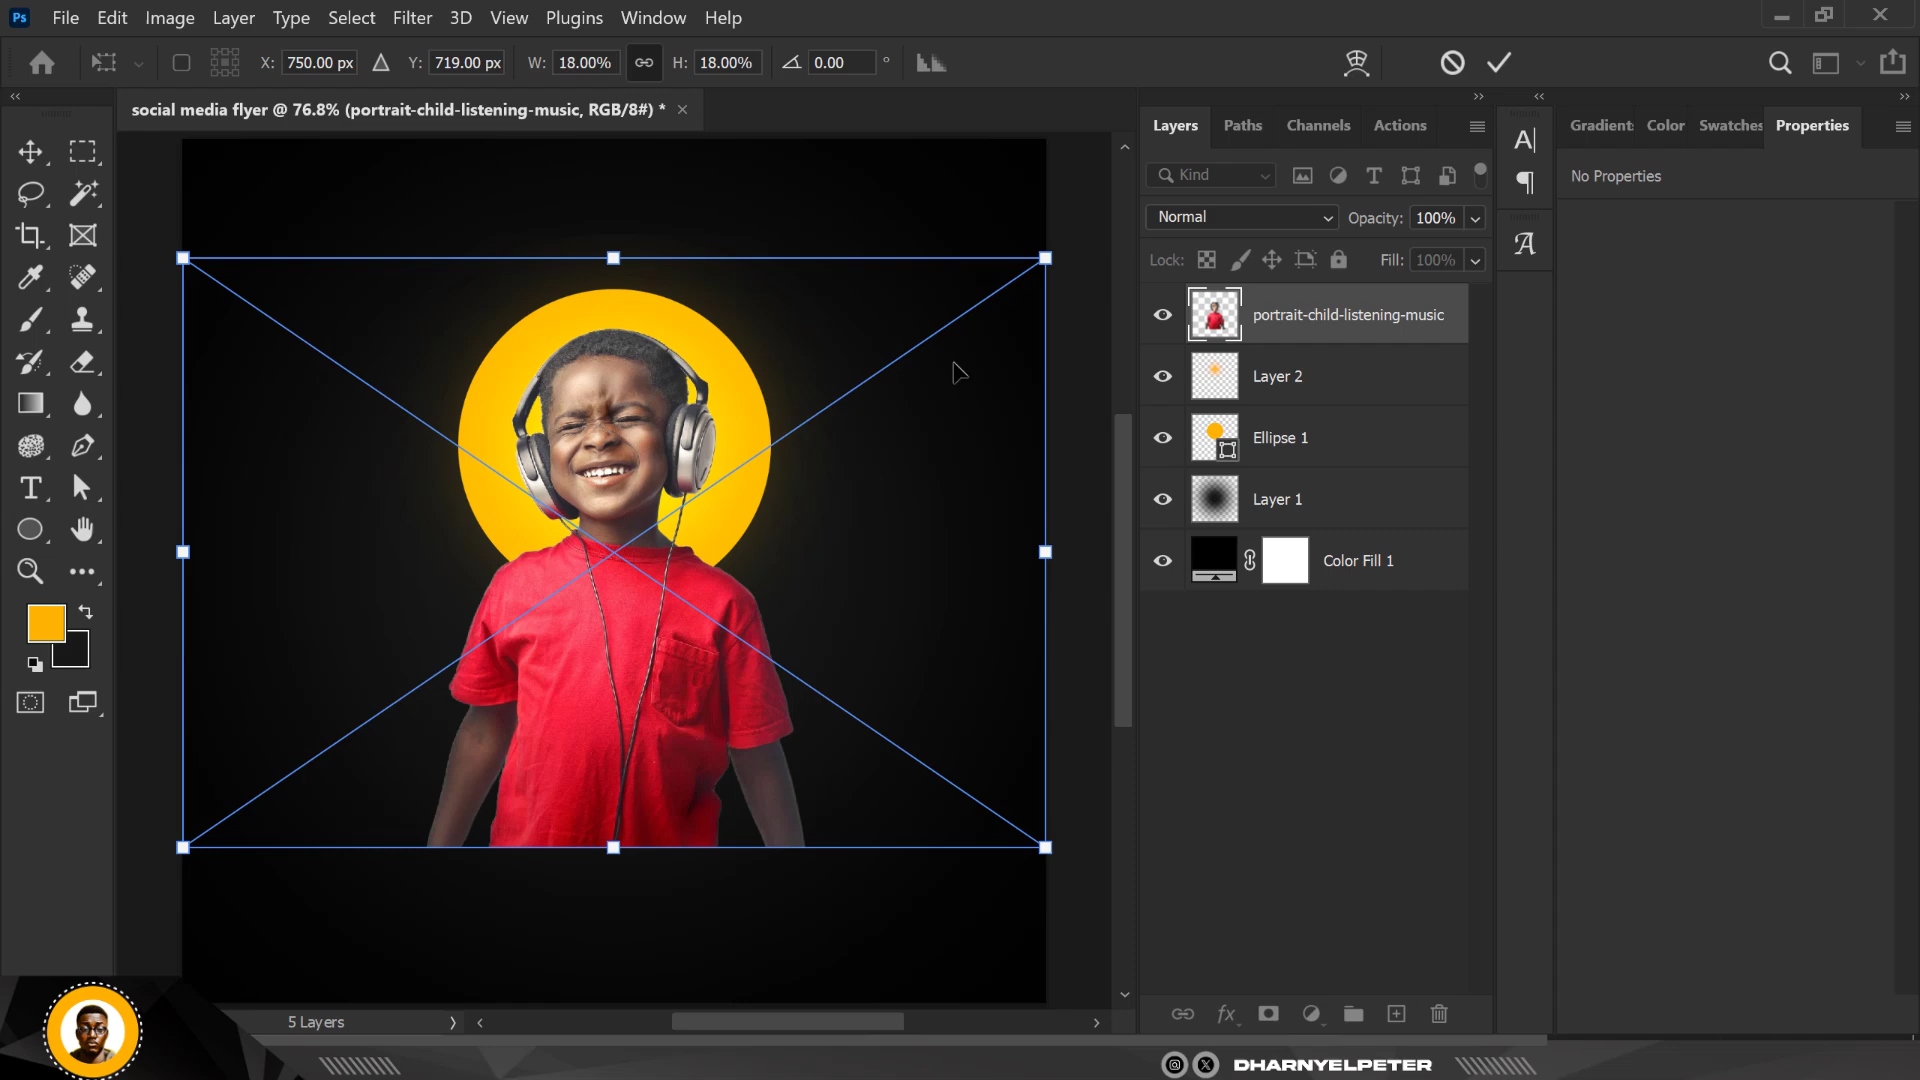 Ps File Edit Image Layer Type Select Filter 3D View Plugins Window Help
X: 750.00 px Y: 719.00 px W: 18.00% H: 18.00% 0.00 °
social media flyer @ 76.8% (portrait-child-listening-music, RGB/8#) *
Layers Paths Channels Actions
Gradient Color Swatches Properties
Kind
No Properties
Normal Opacity: 100%
Lock: Fill: 100%
portrait-child-listening-music
Layer 2
Ellipse 1
Layer 1
Color Fill 1
5 Layers
fx
DHARNYELPETER